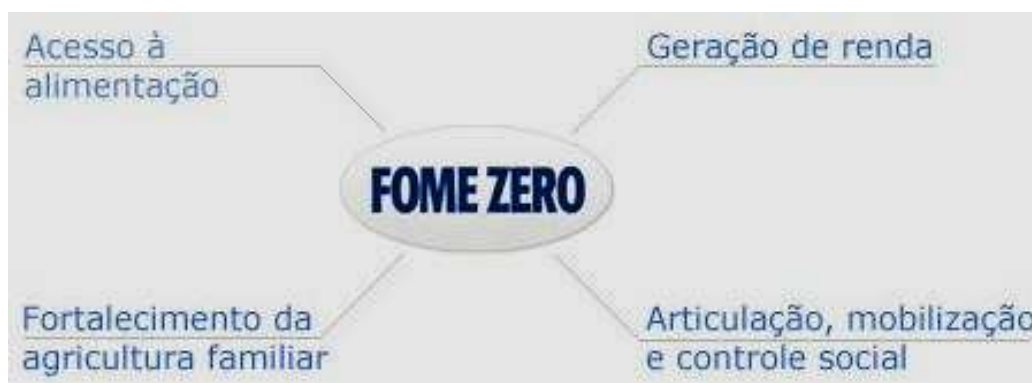 Acesso à
alimentação
Geração de renda
FOME ZERO
Fortalecimento da
agricultura familiar
Articulação, mobilização
e controle social